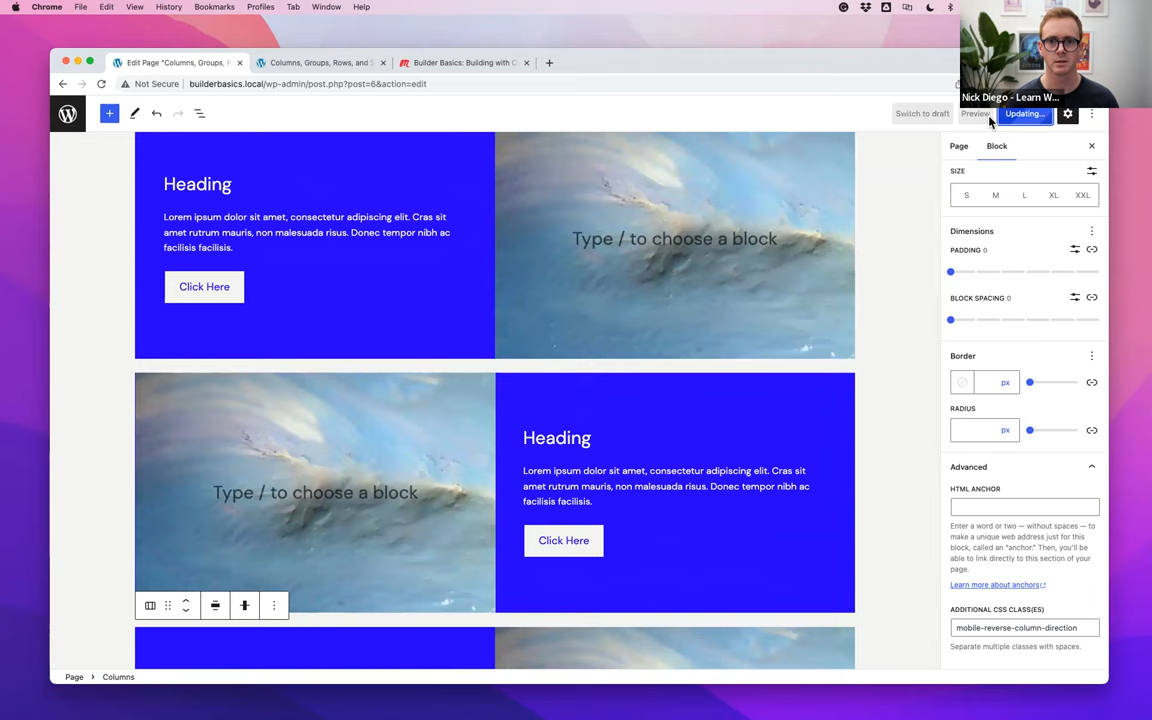 Chrome File Edit View History Bookmarks Profiles Tab Window Help
Edit Page "Columns, Groups, R
Columns, Groups, Rows, and S
Builder Basics: Building with C
Not Secure
builderbasics.local/wp-admin/post.php?post=6&action=edit
Nick Diego - Learn W...
Switch to draft
Preview
Updating...
Page
Block
SIZE
S M L XL XXL
Dimensions
PADDING 0
BLOCK SPACING 0
Border
px
RADIUS
px
Advanced
HTML ANCHOR
Enter a word or two — without spaces — to
make a unique web address just for this
block, called an "anchor." Then, you'll be
able to link directly to this section of your
page.
Learn more about anchors
ADDITIONAL CSS CLASS(ES)
mobile-reverse-column-direction
Separate multiple classes with spaces.
Heading
Lorem ipsum dolor sit amet, consectetur adipiscing elit. Cras sit
amet rutrum mauris, non malesuada risus. Donec tempor nibh ac
facilisis facilisis.
Click Here
Type / to choose a block
Type / to choose a block
Heading
Lorem ipsum dolor sit amet, consectetur adipiscing elit. Cras sit
amet rutrum mauris, non malesuada risus. Donec tempor nibh ac
facilisis facilisis.
Click Here
Page > Columns